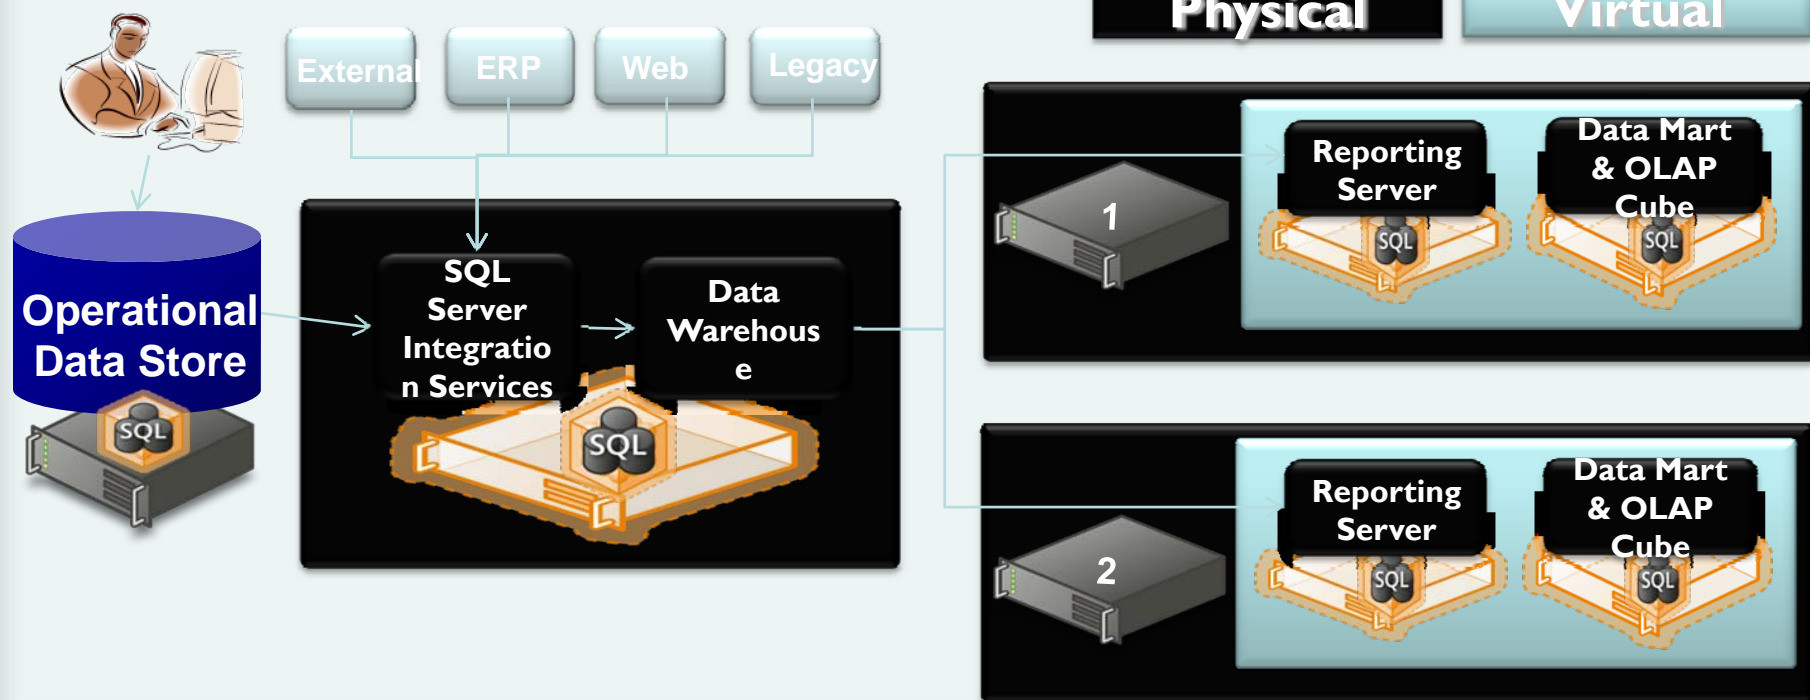 Physical
Virtual
External
ERP
Web
Legacy
Operational
Data Store
SQL
SQL
Server
Integratio
n Services
Data
Warehous
e
SQL
1
Reporting
Server
SQL
Data Mart
& OLAP
Cube
SQL
2
Reporting
Server
SQL
Data Mart
& OLAP
Cube
SQL